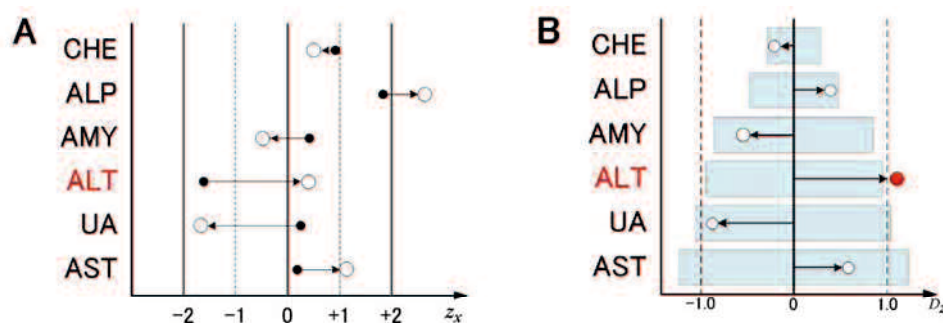 A
CHE
ALP
AMY
ALT
UA
AST
-2 -1 0 +1 +2 zx
B
CHE
ALP
AMY
ALT
UA
AST
-1.0 0 1.0 D2